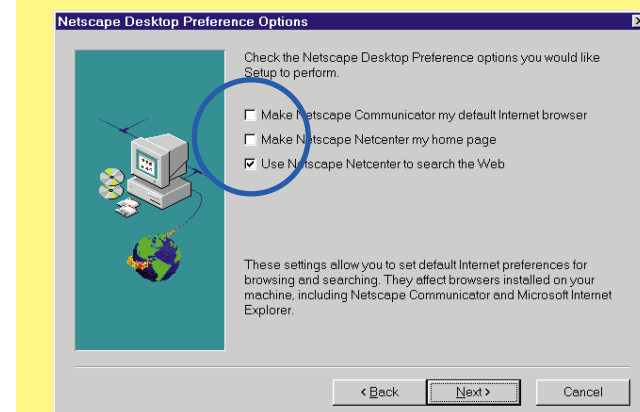 Netscape Desktop Preference Options
Check the Netscape Desktop Preference options you would like
Setup to perform.
Make Netscape Communicator my default Internet browser
Make Netscape Netcenter my home page
Use Netscape Netcenter to search the Web
These settings allow you to set default Internet preferences for
browsing and searching. They affect browsers installed on your
machine, including Netscape Communicator and Microsoft Internet
Explorer.
< Back Next > Cancel